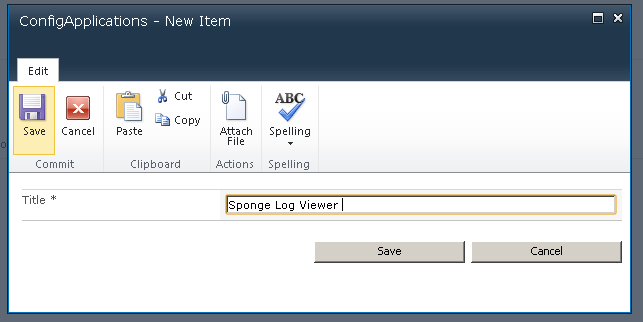 ConfigApplications - New Item
Edit
Save
Cancel
Paste
Cut
Copy
Attach
File
ABC
Spelling
Commit
Clipboard
Actions
Spelling
Title *
Sponge Log Viewer
Save
Cancel